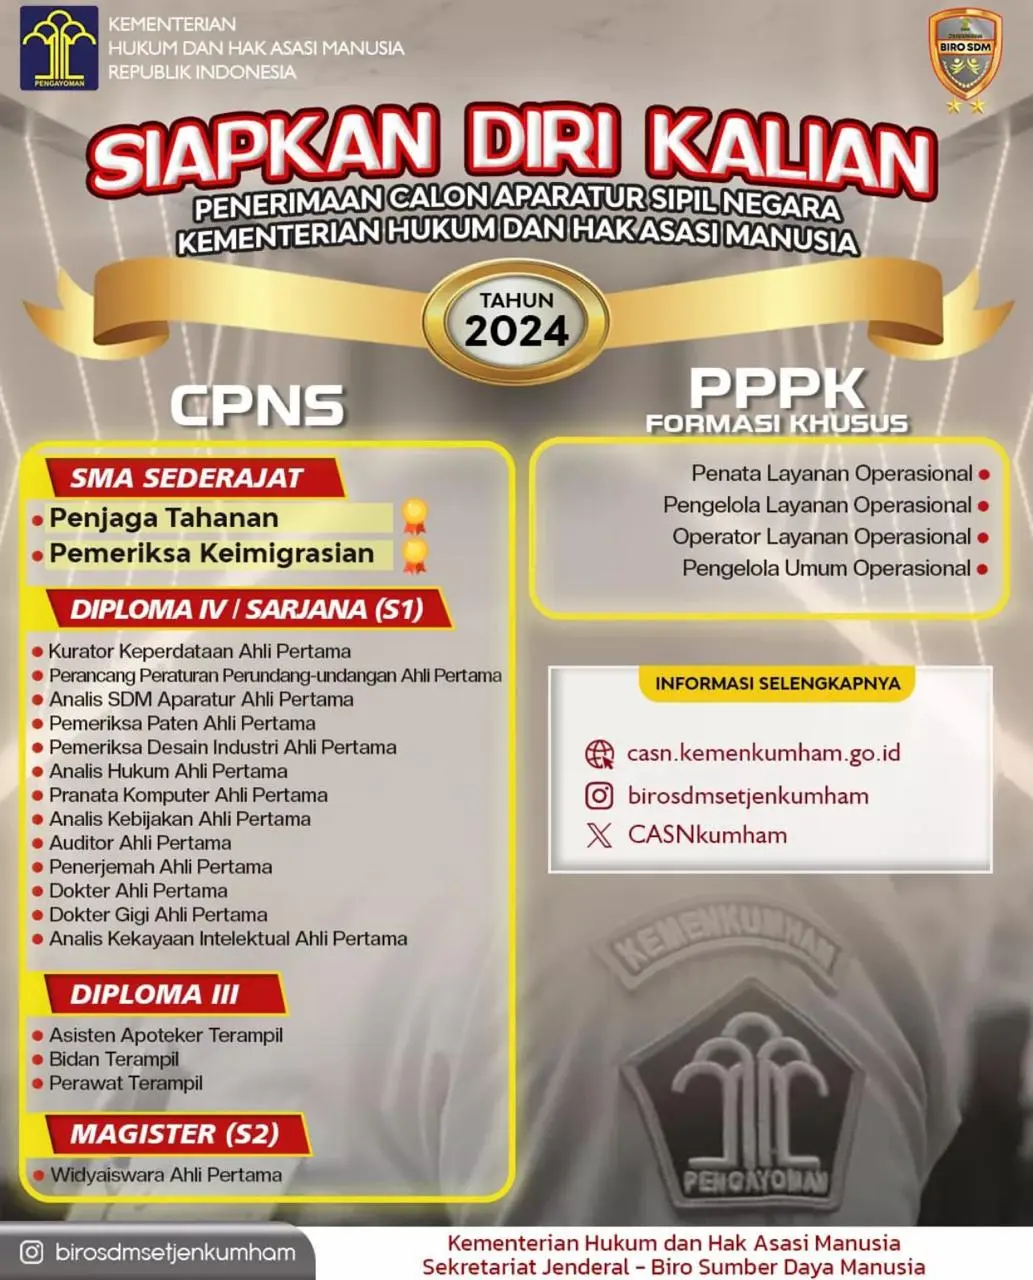 KEMENTERIAN
HUKUM DAN HAK ASASI MANUSIA
REPUBLIK INDONESIA
PENGAYOMAN
BIRO SDM
SIAPKAN DIRI KALIAN
PENERIMAAN CALON APARATUR SIPIL NEGARA
KEMENTERIAN HUKUM DAN HAK ASASI MANUSIA
TAHUN
2024
CPNS
SMA SEDERAJAT
• Penjaga Tahanan
• Pemeriksa Keimigrasian
DIPLOMA IV / SARJANA (S1)
• Kurator Keperdataan Ahli Pertama
• Perancang Peraturan Perundang-undangan Ahli Pertama
• Analis SDM Aparatur Ahli Pertama
• Pemeriksa Paten Ahli Pertama
• Pemeriksa Desain Industri Ahli Pertama
• Analis Hukum Ahli Pertama
• Pranata Komputer Ahli Pertama
• Analis Kebijakan Ahli Pertama
• Auditor Ahli Pertama
• Penerjemah Ahli Pertama
• Dokter Ahli Pertama
• Dokter Gigi Ahli Pertama
• Analis Kekayaan Intelektual Ahli Pertama
DIPLOMA III
• Asisten Apoteker Terampil
• Bidan Terampil
• Perawat Terampil
MAGISTER (S2)
• Widyaiswara Ahli Pertama
PPPK
FORMASI KHUSUS
Penata Layanan Operasional •
Pengelola Layanan Operasional •
Operator Layanan Operasional •
Pengelola Umum Operasional •
INFORMASI SELENGKAPNYA
casn.kemenkumham.go.id
birosdmsetjenkumham
CASNkumham
KEMENKUMHAM
PENGAYOMAN
birosdmsetjenkumham
Kementerian Hukum dan Hak Asasi Manusia
Sekretariat Jenderal – Biro Sumber Daya Manusia